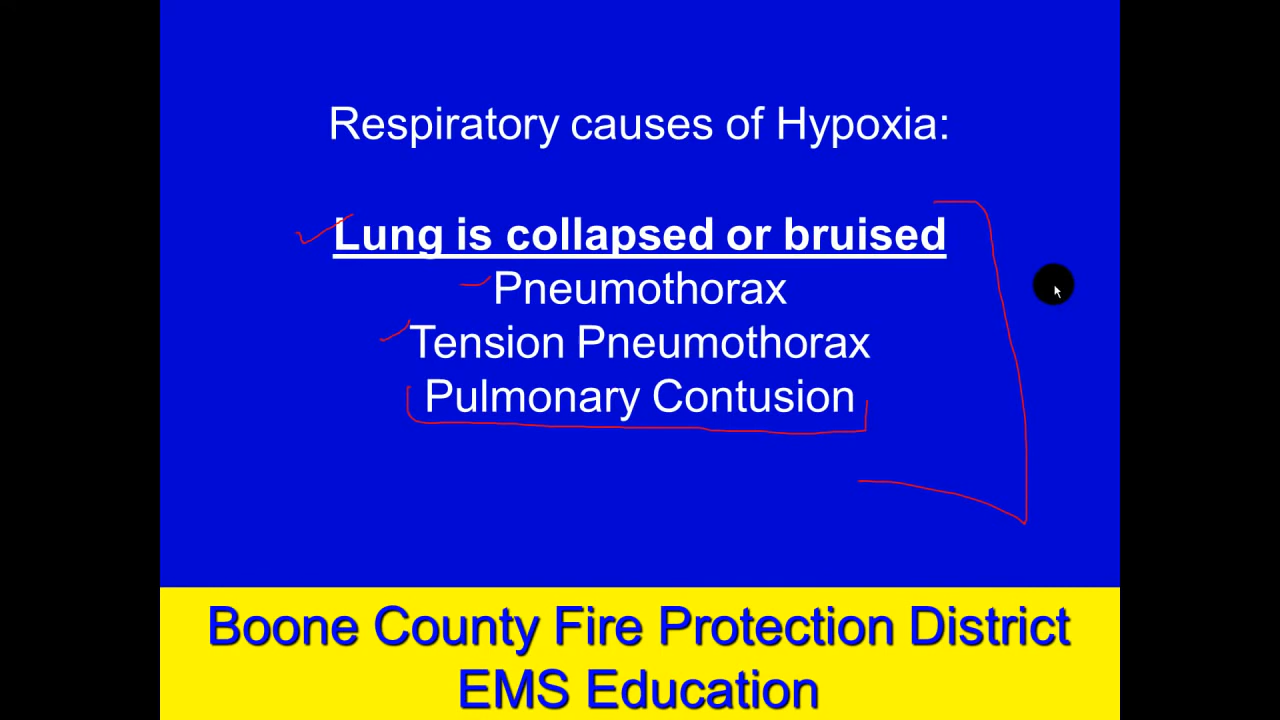 Respiratory causes of Hypoxia:
Lung is collapsed or bruised
Pneumothorax
Tension Pneumothorax
Pulmonary Contusion
Boone County Fire Protection District
EMS Education